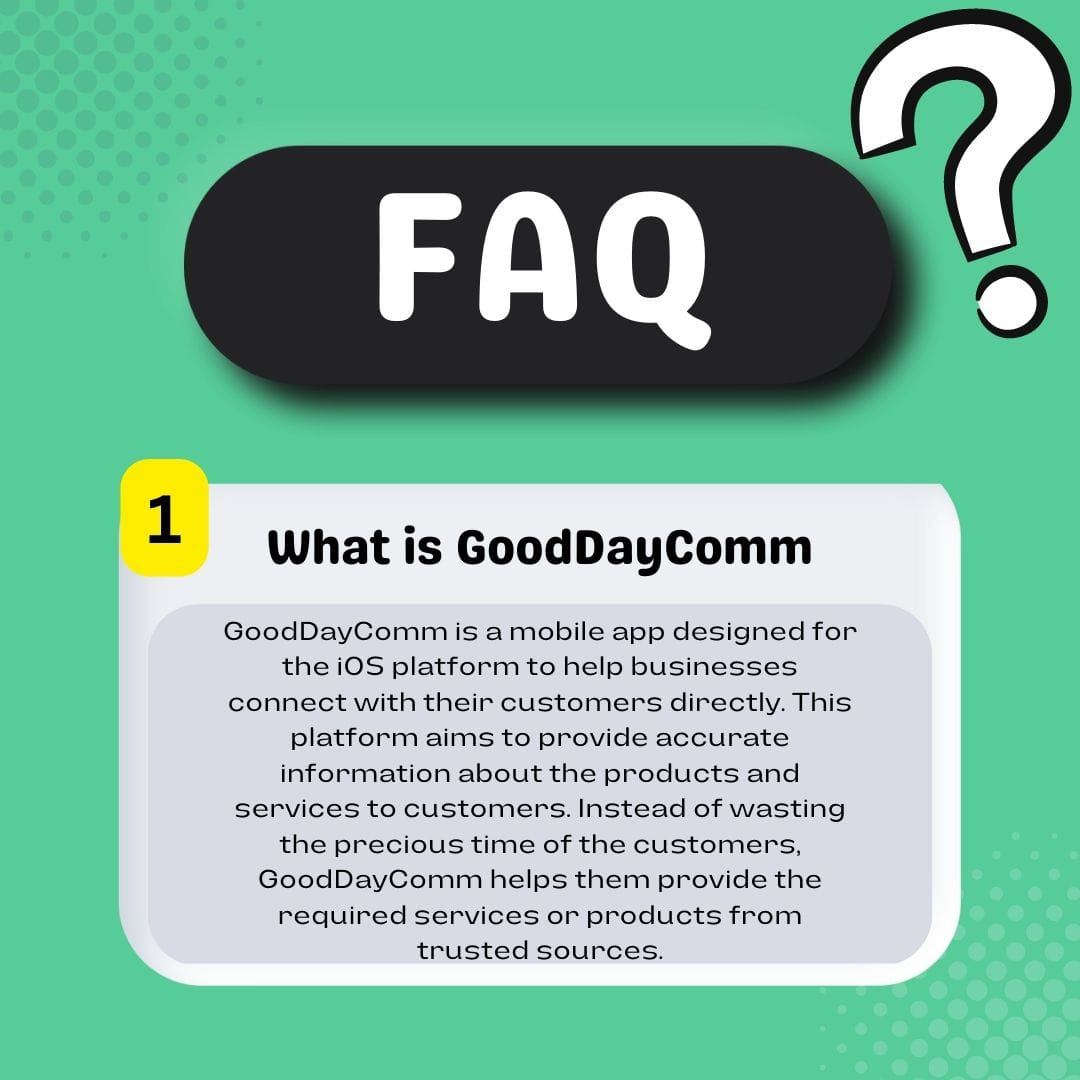 ?
FAQ
1
What is GoodDayComm
GoodDayComm is a mobile app designed for
the iOS platform to help businesses
connect with their customers directly. This
platform aims to provide accurate
information about the products and
services to customers. Instead of wasting
the precious time of the customers,
GoodDayComm helps them provide the
required services or products from
trusted sources.